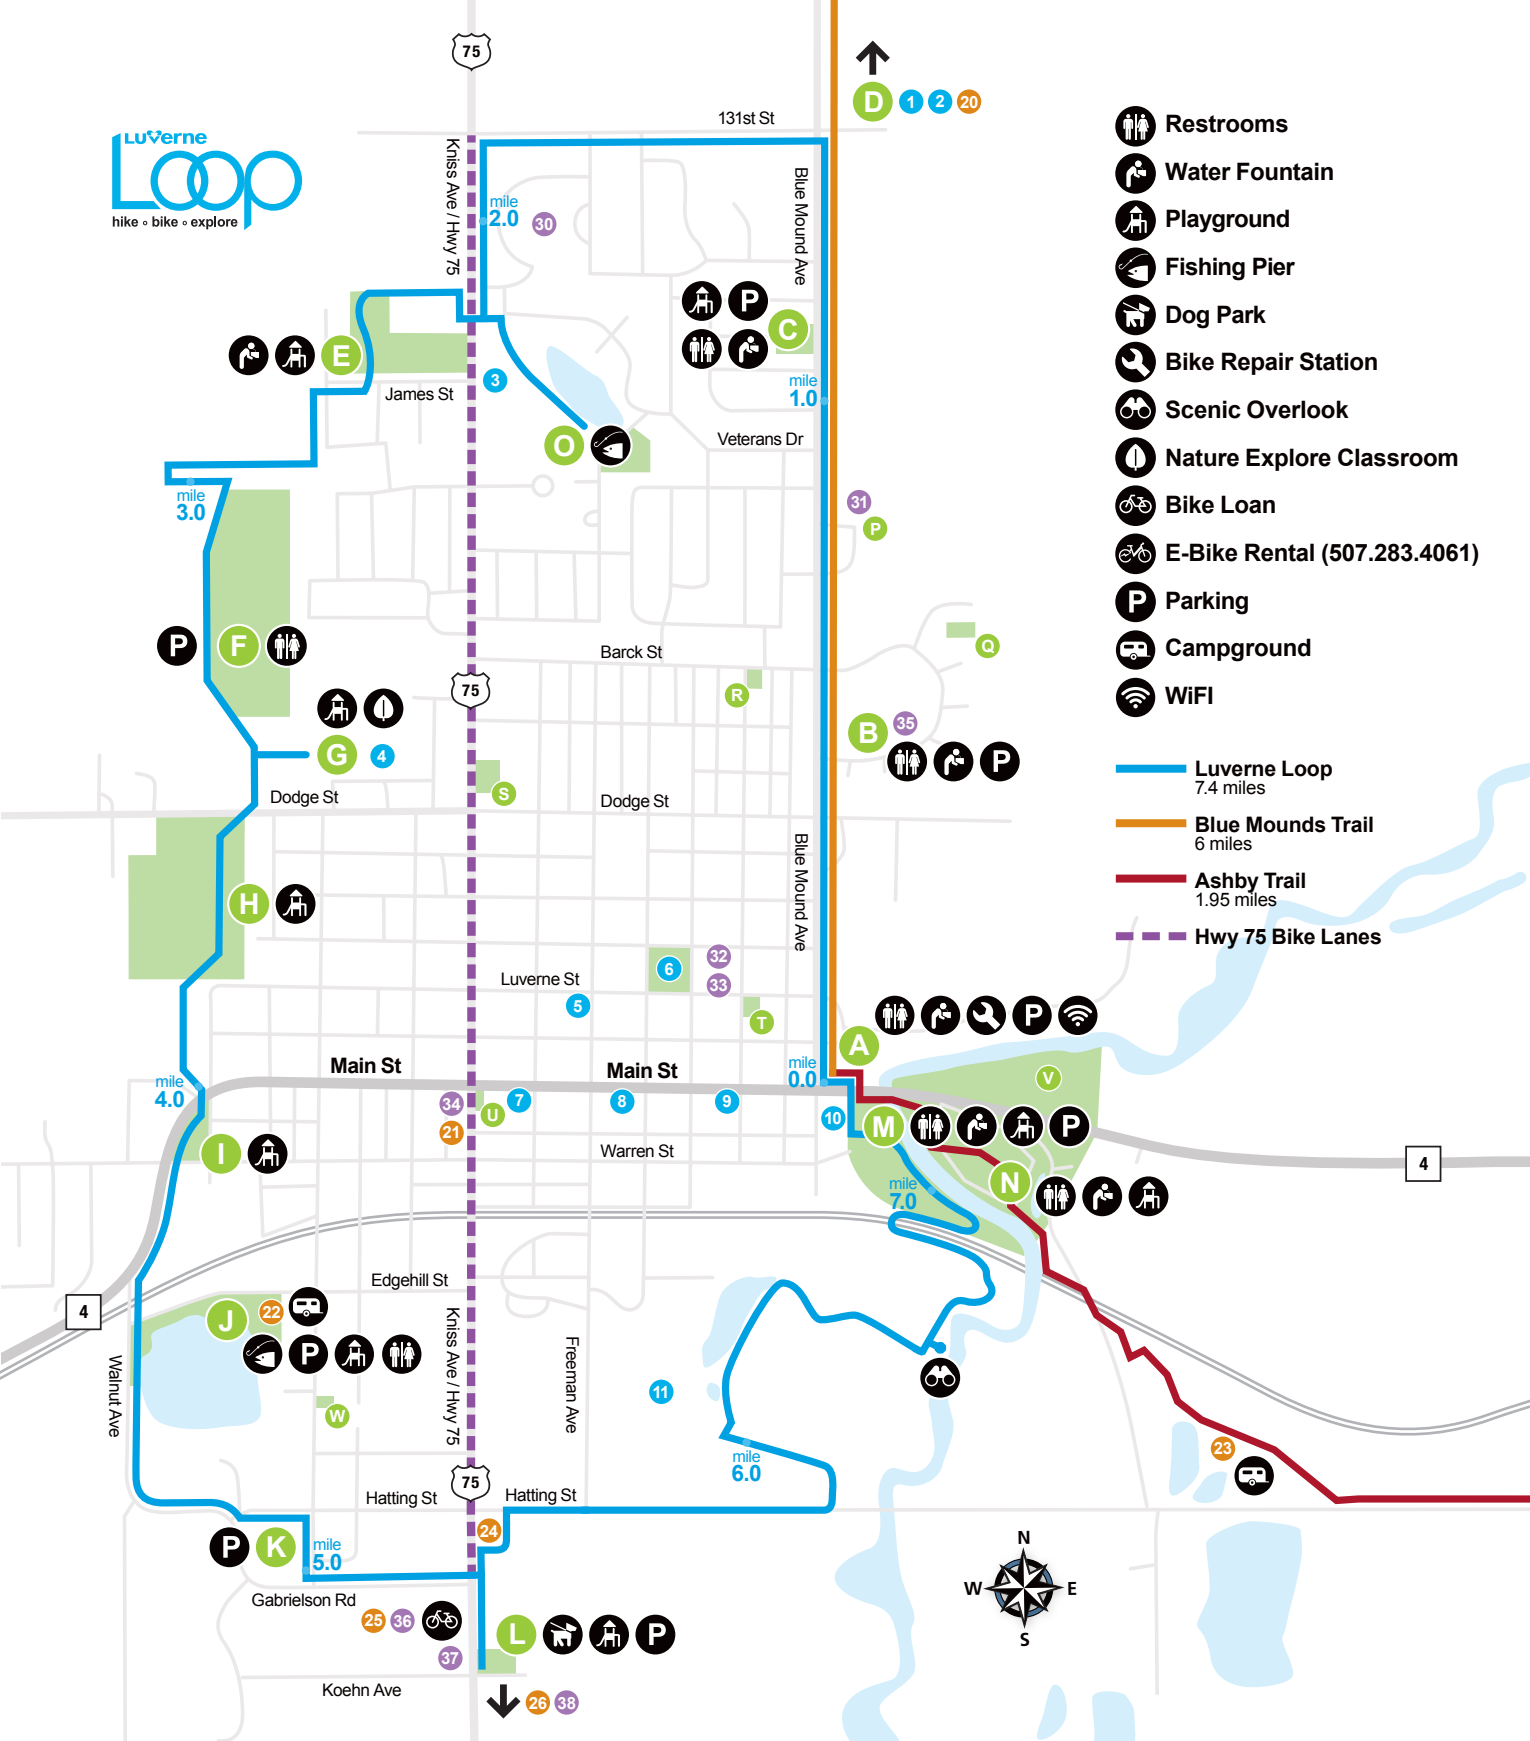 75
D 1 2 20
131st St
LUVerne
Loop
hike ∘ bike ∘ explore
Kniss Ave / Hwy 75
Blue Mound Ave
mile
2.0
30
P
C
E
mile
1.0
James St
3
Veterans Dr
O
mile
3.0
31
P
P
F
Barck St
Q
75
R
B
35
P
G
4
S
Dodge St
Dodge St
Blue Mound Ave
H
6
32
33
Luverne St
5
T
P
A
Main St
Main St
mile
0.0
V
mile
4.0
34
U
7
8
9
10
M
P
21
I
Warren St
4
N
mile
7.0
Edgehill St
4
J
22
P
Walnut Ave
Kniss Ave / Hwy 75
Freeman Ave
11
W
mile
6.0
23
75
Hatting St
Hatting St
24
P
K
mile
5.0
Gabrielson Rd
25
36
L
P
37
Koehn Ave
26
38
N
W
E
S
Restrooms
Water Fountain
Playground
Fishing Pier
Dog Park
Bike Repair Station
Scenic Overlook
Nature Explore Classroom
Bike Loan
E-Bike Rental (507.283.4061)
P Parking
Campground
WiFI
Luverne Loop
7.4 miles
Blue Mounds Trail
6 miles
Ashby Trail
1.95 miles
Hwy 75 Bike Lanes